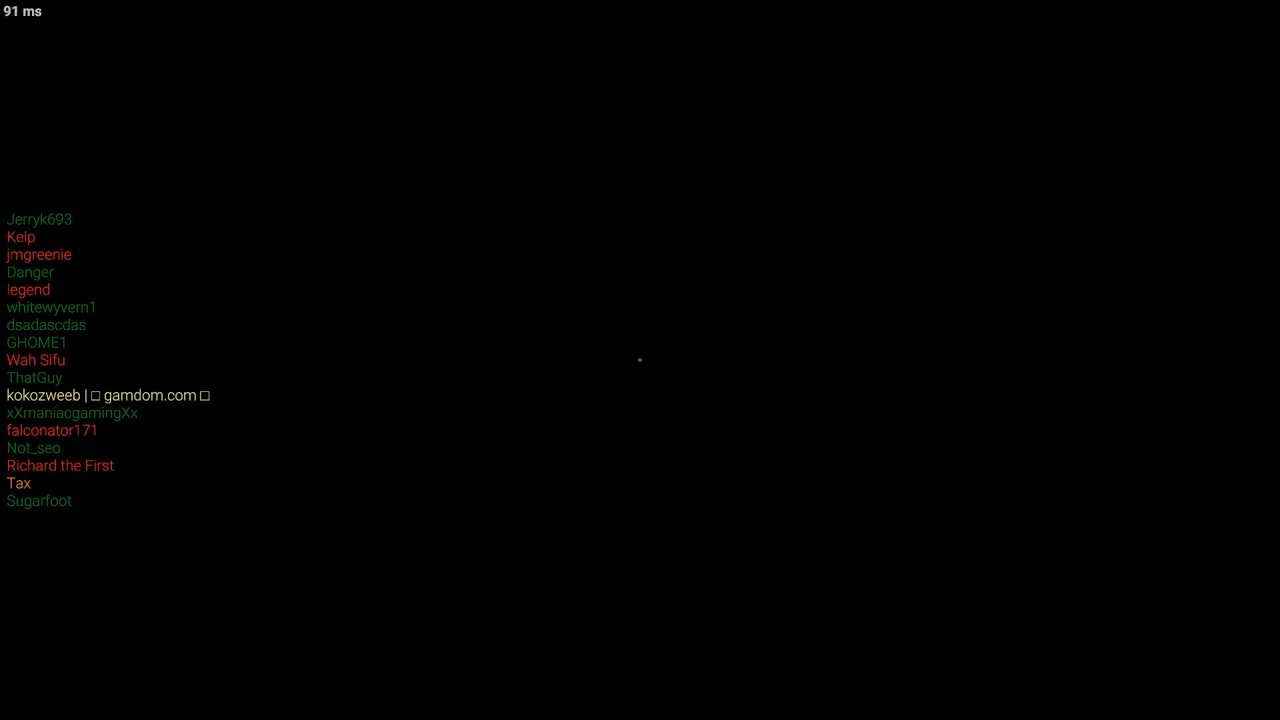 91 ms
Jerryk693
Kelp
jmgreenie
Danger
legend
whitewyvern1
dsadascdas
GHOME1
Wah Sifu
ThatGuy
kokozweeb | □ gamdom.com □
xXmaniacgamingXx
falconator171
Not_seo
Richard the First
Tax
Sugarfoot